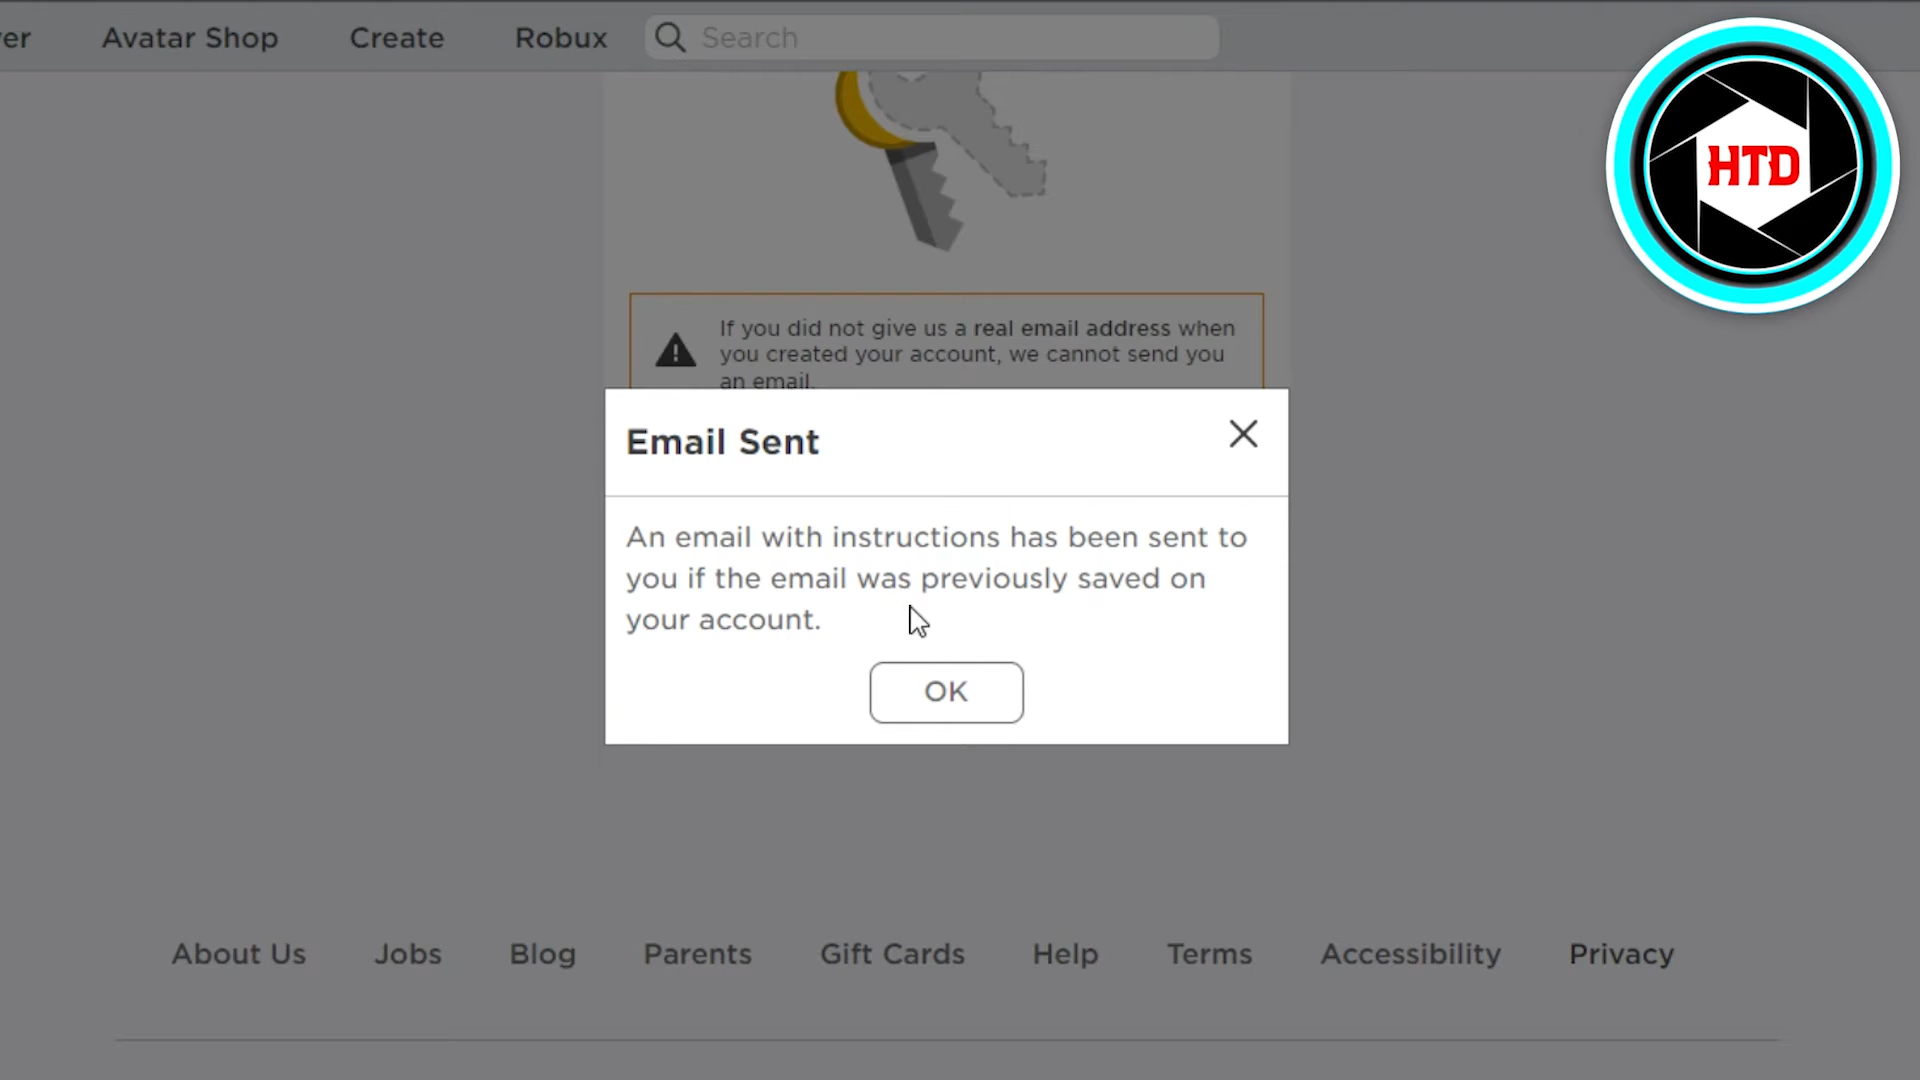 Avatar Shop Create Robux Search
HTD
If you did not give us a real email address when
you created your account, we cannot send you
an email.
Email Sent
An email with instructions has been sent to
you if the email was previously saved on
your account.
OK
About Us Jobs Blog Parents Gift Cards Help Terms Accessibility Privacy